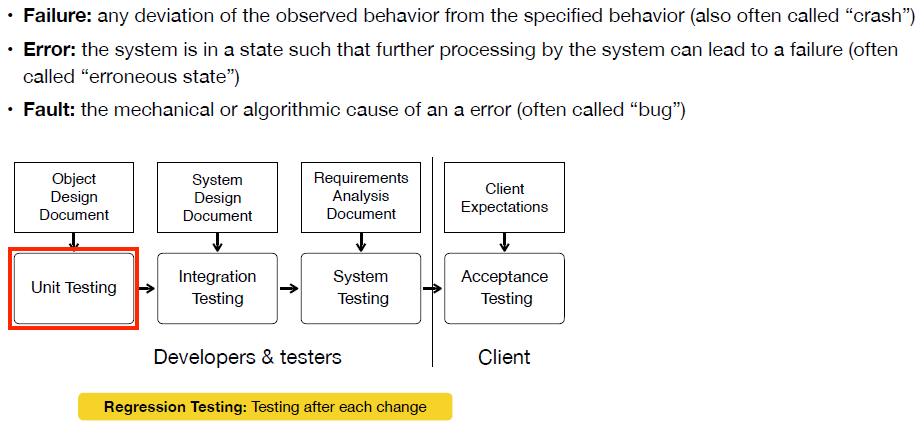 • Failure: any deviation of the observed behavior from the specified behavior (also often called “crash”)
• Error: the system is in a state such that further processing by the system can lead to a failure (often
called “erroneous state”)
• Fault: the mechanical or algorithmic cause of an a error (often called “bug”)
Object
Design
Document
System
Design
Document
Requirements
Analysis
Document
Client
Expectations
Unit Testing
Integration
Testing
System
Testing
Acceptance
Testing
Developers & testers
Client
Regression Testing: Testing after each change